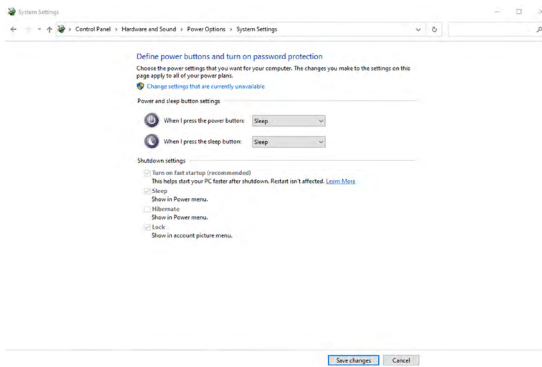 System Settings
Control Panel > Hardware and Sound > Power Options > System Settings
Define power buttons and turn on password protection
Choose the power settings that you want for your computer. The changes you make to the settings on this
page apply to all of your power plans.
Change settings that are currently unavailable
Power and sleep button settings
When I press the power button: Sleep
When I press the sleep button: Sleep
Shutdown settings
Turn on fast startup (recommended)
This helps start your PC faster after shutdown. Restart isn't affected. Learn More
Sleep
Show in Power menu.
Hibernate
Show in Power menu.
Lock
Show in account picture menu.
Save changes Cancel